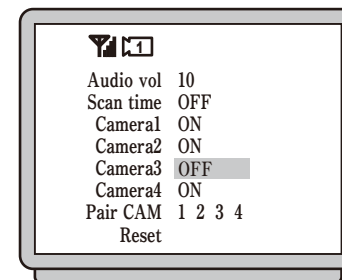 1
Audio vol 10
Scan time OFF
Camera1 ON
Camera2 ON
Camera3 OFF
Camera4 ON
Pair CAM 1 2 3 4
Reset